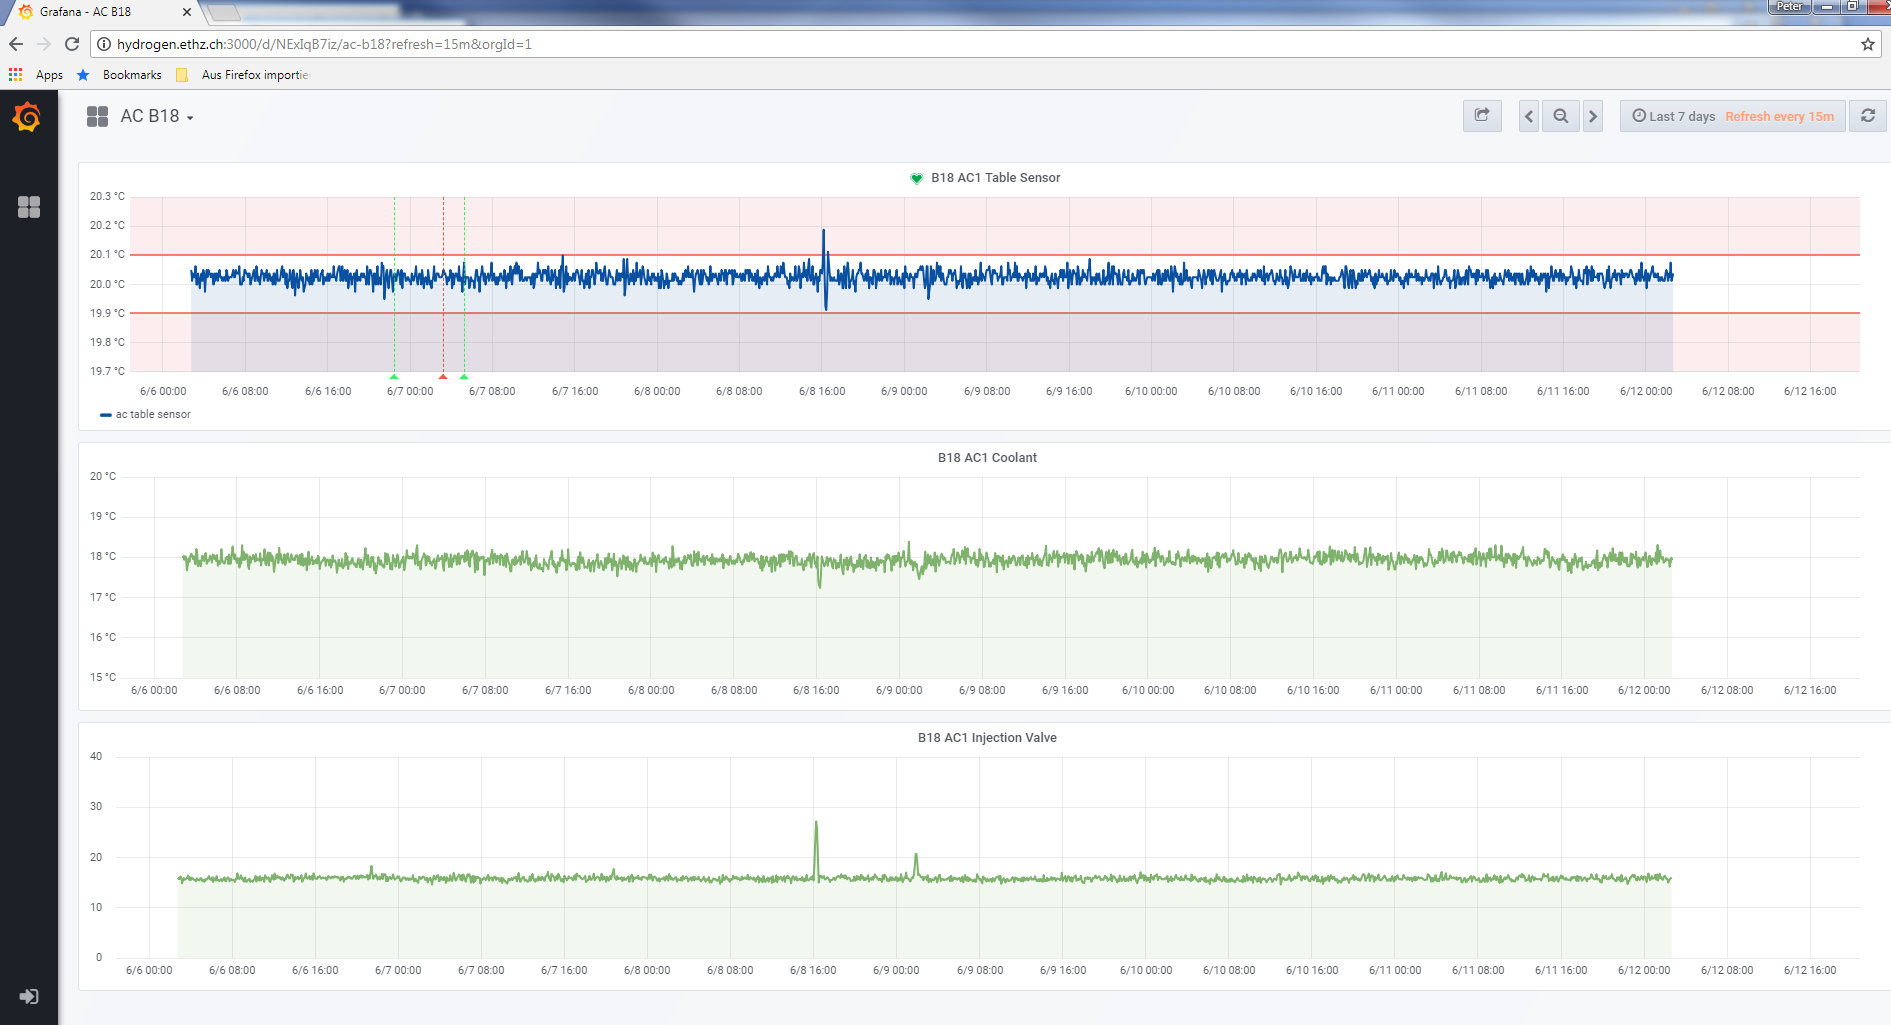 Grafana - AC B18
Peter
hydrogen.ethz.ch:3000/d/NExIqB7iz/ac-b18?refresh=15m&orgId=1
Apps Bookmarks Aus Firefox importie
AC B18
Last 7 days Refresh every 15m
B18 AC1 Table Sensor
20.3 °C
20.2 °C
20.1 °C
20.0 °C
19.9 °C
19.8 °C
19.7 °C
6/6 00:00 6/6 08:00 6/6 16:00 6/7 00:00 6/7 08:00 6/7 16:00 6/8 00:00 6/8 08:00 6/8 16:00 6/9 00:00 6/9 08:00 6/9 16:00 6/10 00:00 6/10 08:00 6/10 16:00 6/11 00:00 6/11 08:00 6/11 16:00 6/12 00:00 6/12 08:00 6/12 16:00
ac table sensor
B18 AC1 Coolant
20 °C
19 °C
18 °C
17 °C
16 °C
15 °C
6/6 00:00 6/6 08:00 6/6 16:00 6/7 00:00 6/7 08:00 6/7 16:00 6/8 00:00 6/8 08:00 6/8 16:00 6/9 00:00 6/9 08:00 6/9 16:00 6/10 00:00 6/10 08:00 6/10 16:00 6/11 00:00 6/11 08:00 6/11 16:00 6/12 00:00 6/12 08:00 6/12 16:00
B18 AC1 Injection Valve
40
30
20
10
0
6/6 00:00 6/6 08:00 6/6 16:00 6/7 00:00 6/7 08:00 6/7 16:00 6/8 00:00 6/8 08:00 6/8 16:00 6/9 00:00 6/9 08:00 6/9 16:00 6/10 00:00 6/10 08:00 6/10 16:00 6/11 00:00 6/11 08:00 6/11 16:00 6/12 00:00 6/12 08:00 6/12 16:00